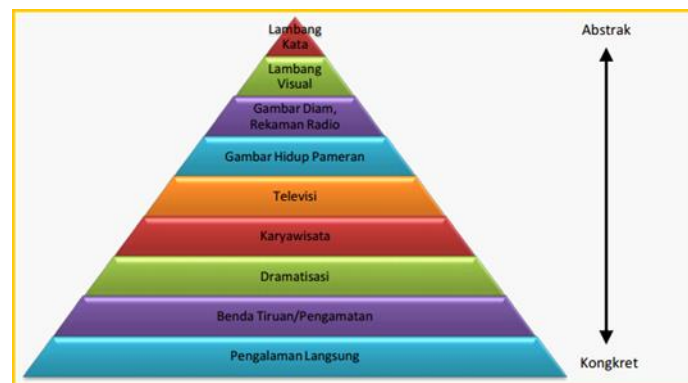 Lambang
Kata
Abstrak
Lambang
Visual
Gambar Diam,
Rekaman Radio
Gambar Hidup Pameran
Televisi
Karyawisata
Dramatisasi
Benda Tiruan/Pengamatan
Pengalaman Langsung
Kongkret